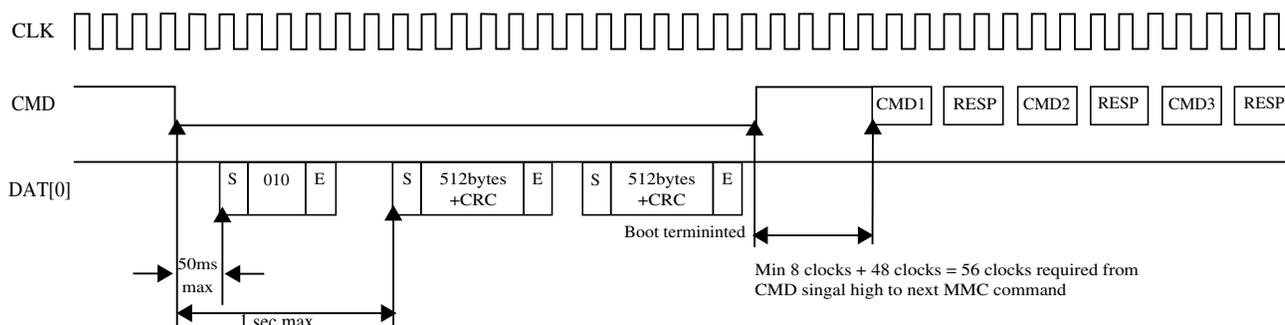 CLK
CMD
CMD1 RESP CMD2 RESP CMD3 RESP
DAT[0]
S 010 E S 512bytes +CRC E S 512bytes +CRC E
Boot termininted
50ms
max
1 sec max
Min 8 clocks + 48 clocks = 56 clocks required from
CMD singal high to next MMC command